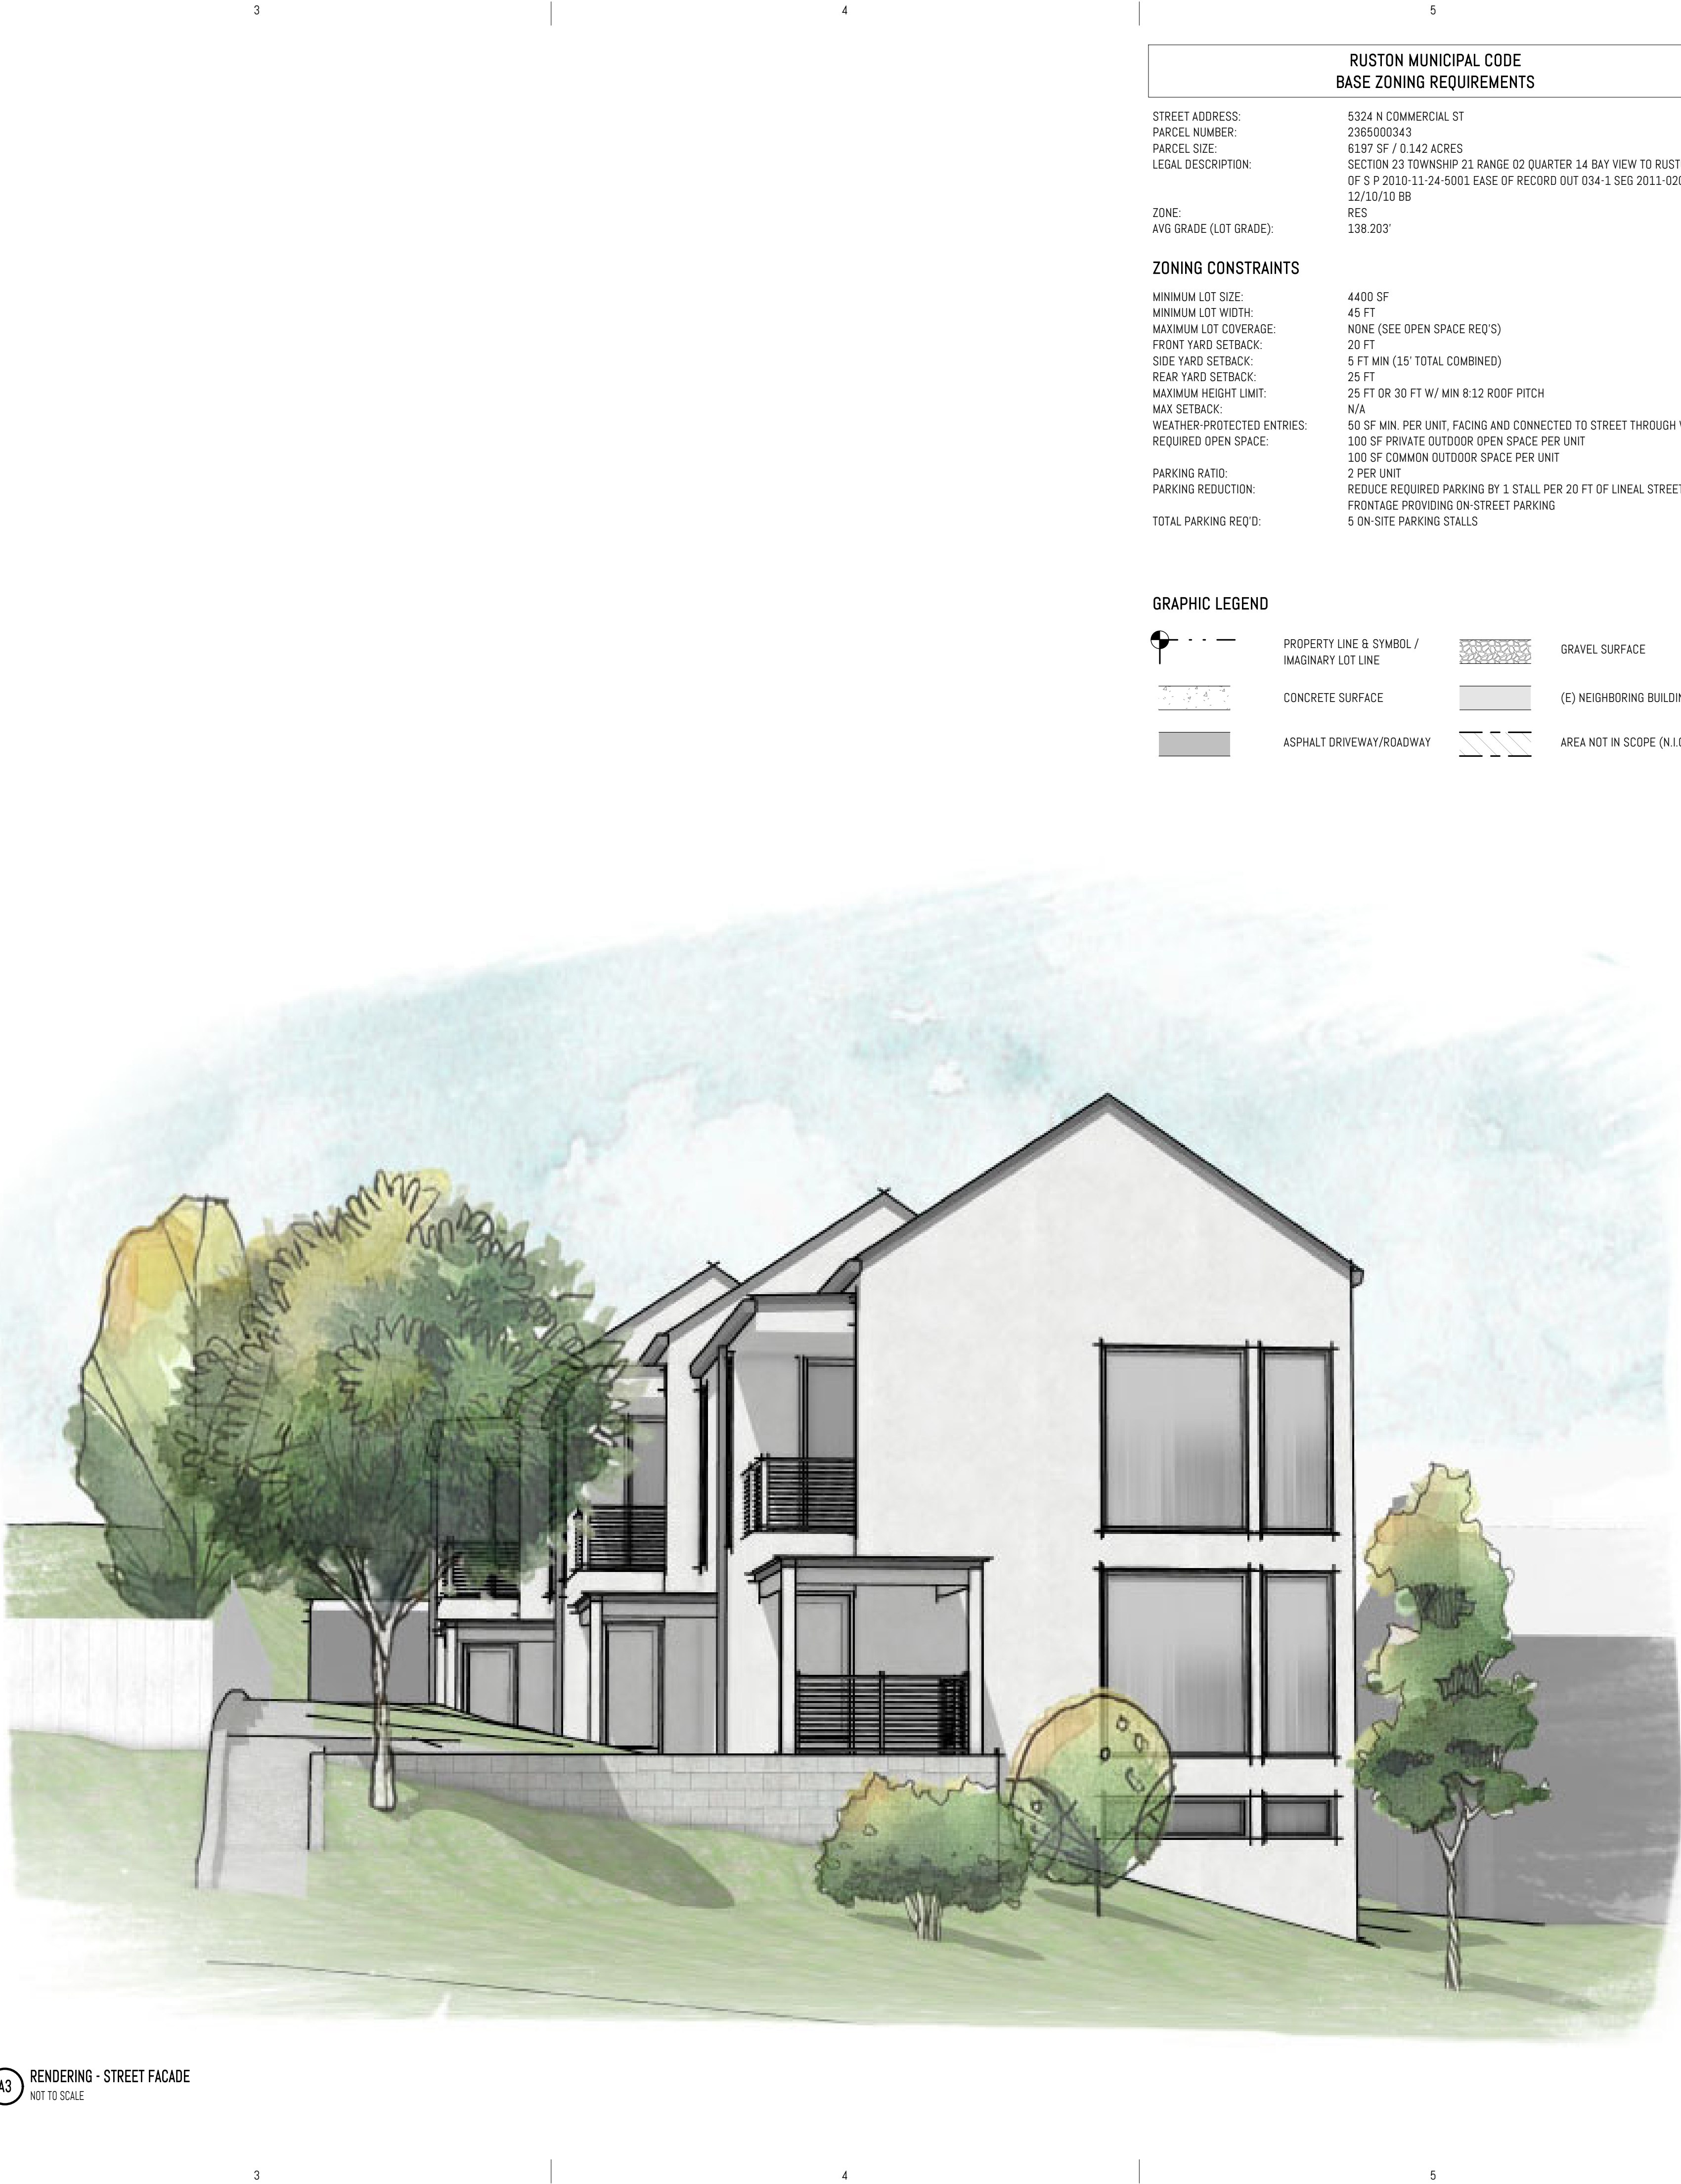 3 4 5
RUSTON MUNICIPAL CODE
BASE ZONING REQUIREMENTS
STREET ADDRESS: 5324 N COMMERCIAL ST
PARCEL NUMBER: 2365000343
PARCEL SIZE: 6197 SF / 0.142 ACRES
LEGAL DESCRIPTION: SECTION 23 TOWNSHIP 21 RANGE 02 QUARTER 14 BAY VIEW TO RUST
OF S P 2010-11-24-5001 EASE OF RECORD OUT 034-1 SEG 2011-020
12/10/10 BB
ZONE: RES
AVG GRADE (LOT GRADE): 138.203'
ZONING CONSTRAINTS
MINIMUM LOT SIZE: 4400 SF
MINIMUM LOT WIDTH: 45 FT
MAXIMUM LOT COVERAGE: NONE (SEE OPEN SPACE REQ'S)
FRONT YARD SETBACK: 20 FT
SIDE YARD SETBACK: 5 FT MIN (15' TOTAL COMBINED)
REAR YARD SETBACK: 25 FT
MAXIMUM HEIGHT LIMIT: 25 FT OR 30 FT W/ MIN 8:12 ROOF PITCH
MAX SETBACK: N/A
WEATHER-PROTECTED ENTRIES: 50 SF MIN. PER UNIT, FACING AND CONNECTED TO STREET THROUGH
REQUIRED OPEN SPACE: 100 SF PRIVATE OUTDOOR OPEN SPACE PER UNIT
100 SF COMMON OUTDOOR SPACE PER UNIT
PARKING RATIO: 2 PER UNIT
PARKING REDUCTION: REDUCE REQUIRED PARKING BY 1 STALL PER 20 FT OF LINEAL STREET
FRONTAGE PROVIDING ON-STREET PARKING
TOTAL PARKING REQ'D: 5 ON-SITE PARKING STALLS
GRAPHIC LEGEND
PROPERTY LINE & SYMBOL /
IMAGINARY LOT LINE
GRAVEL SURFACE
CONCRETE SURFACE
(E) NEIGHBORING BUILDIN
ASPHALT DRIVEWAY/ROADWAY
AREA NOT IN SCOPE (N.I.
A3
RENDERING - STREET FACADE
NOT TO SCALE
3 4 5